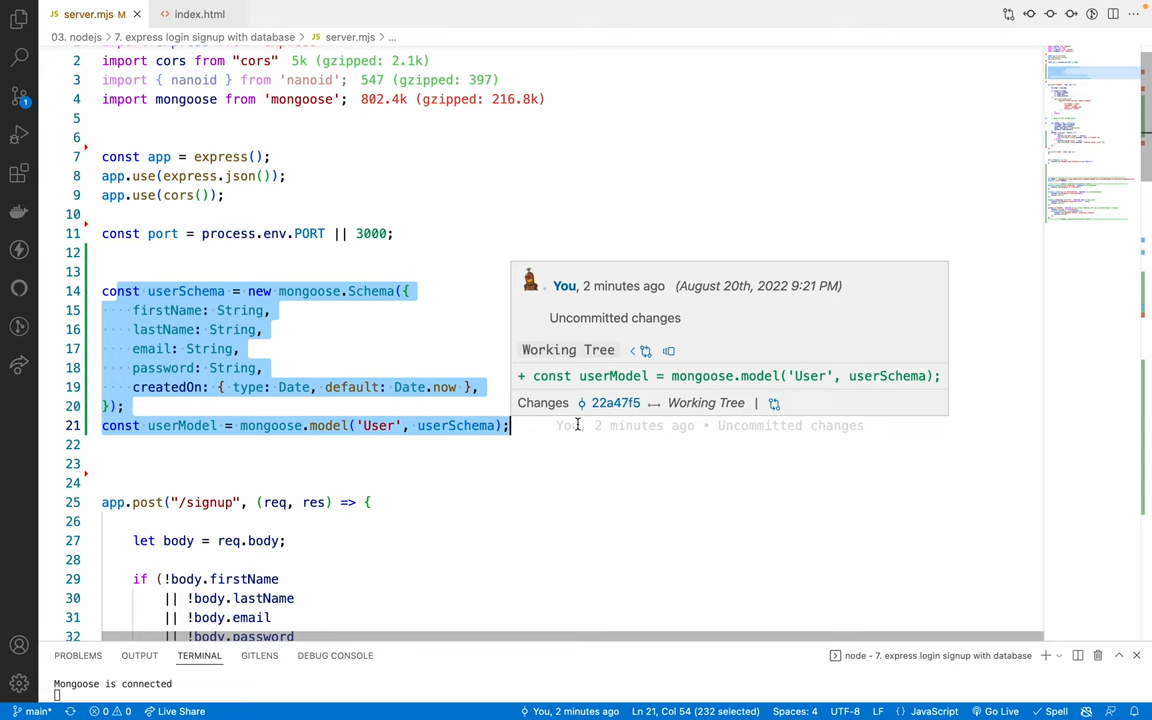 server.mjs M
index.html
03. nodejs > 7. express login signup with database > server.mjs > ...
2 import cors from "cors" 5k (gzipped: 2.1k)
3 import { nanoid } from 'nanoid'; 547 (gzipped: 397)
4 import mongoose from 'mongoose'; 802.4k (gzipped: 216.8k)
5
6
7 const app = express();
8 app.use(express.json());
9 app.use(cors());
10
11 const port = process.env.PORT || 3000;
12
13
14 const userSchema = new mongoose.Schema({
15 firstName: String,
16 lastName: String,
17 email: String,
18 password: String,
19 createdOn: { type: Date, default: Date.now },
20 });
21 const userModel = mongoose.model('User', userSchema); You, 2 minutes ago • Uncommitted changes
You, 2 minutes ago (August 20th, 2022 9:21 PM)
Uncommitted changes
Working Tree
+ const userModel = mongoose.model('User', userSchema);
Changes 22a47f5 Working Tree |
22
23
24
25 app.post("/signup", (req, res) => {
26
27 let body = req.body;
28
29 if (!body.firstName
30 || !body.lastName
31 || !body.email
32 || !body.password
PROBLEMS OUTPUT TERMINAL GITLENS DEBUG CONSOLE
node - 7. express login signup with database
Mongoose is connected
main* 0 0 Live Share You, 2 minutes ago Ln 21, Col 54 (232 selected) Spaces: 4 UTF-8 LF {} JavaScript Go Live Spell